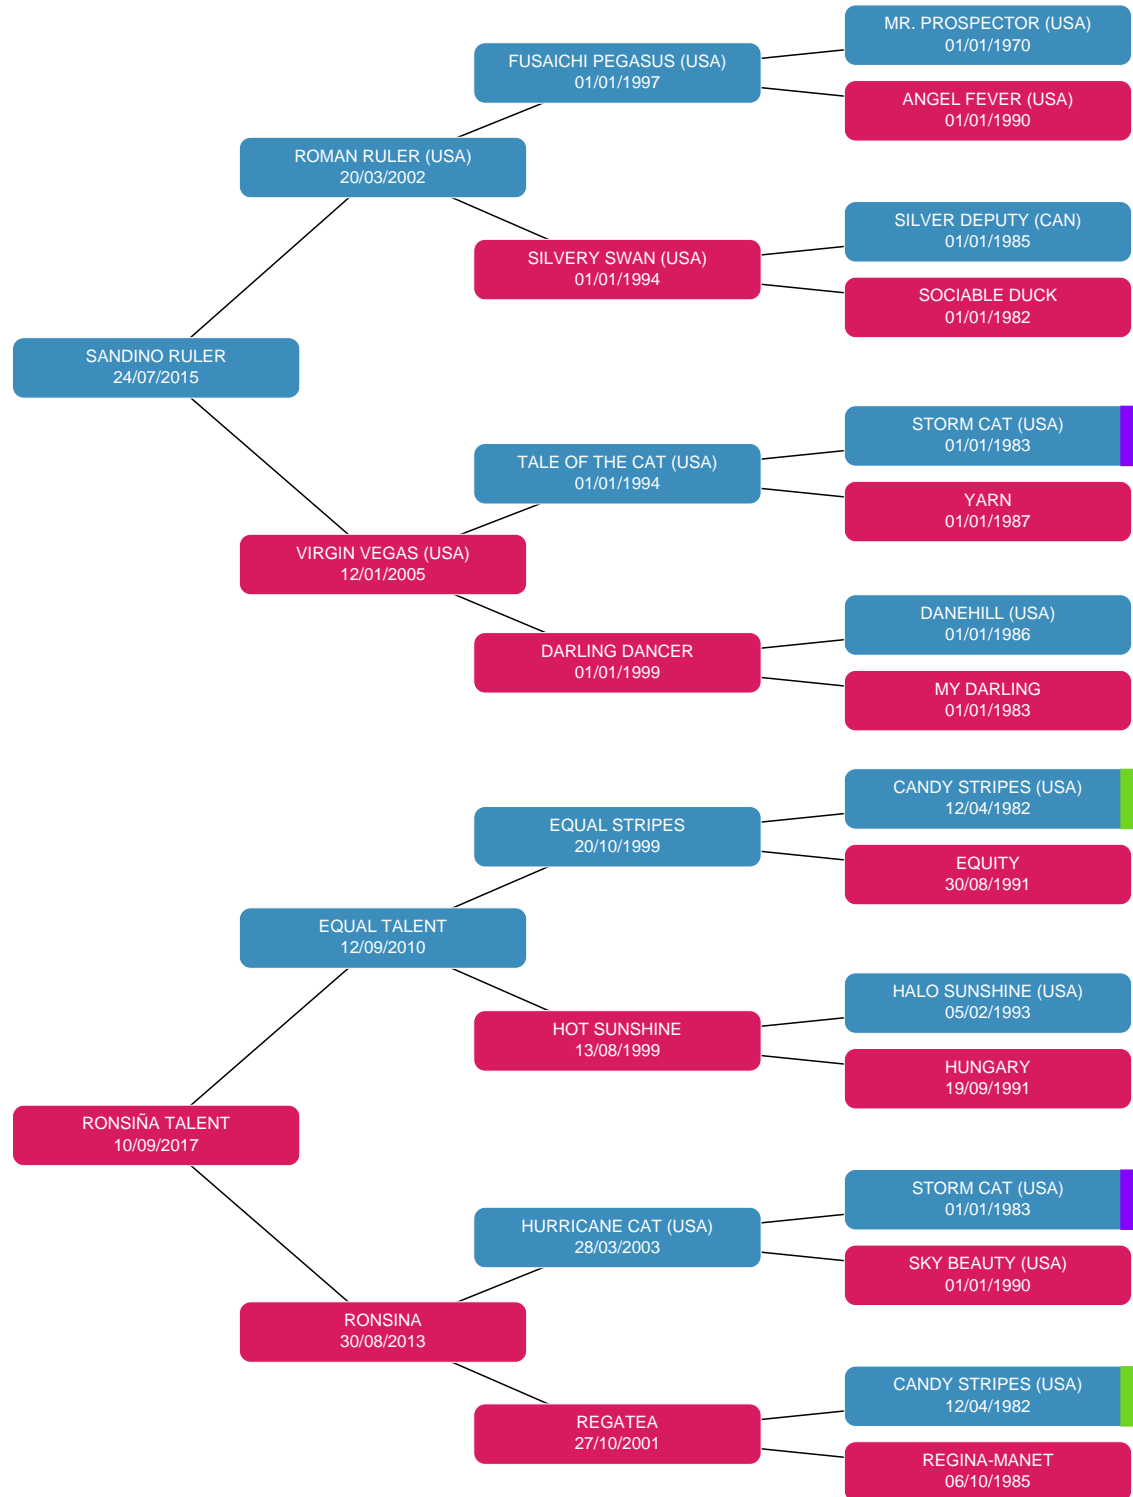 MR. PROSPECTOR (USA)
01/01/1970
FUSAICHI PEGASUS (USA)
01/01/1997
ANGEL FEVER (USA)
01/01/1990
ROMAN RULER (USA)
20/03/2002
SILVER DEPUTY (CAN)
01/01/1985
SILVERY SWAN (USA)
01/01/1994
SOCIABLE DUCK
01/01/1982
SANDINO RULER
24/07/2015
STORM CAT (USA)
01/01/1983
TALE OF THE CAT (USA)
01/01/1994
YARN
01/01/1987
VIRGIN VEGAS (USA)
12/01/2005
DANEHILL (USA)
01/01/1986
DARLING DANCER
01/01/1999
MY DARLING
01/01/1983
CANDY STRIPES (USA)
12/04/1982
EQUAL STRIPES
20/10/1999
EQUITY
30/08/1991
EQUAL TALENT
12/09/2010
HALO SUNSHINE (USA)
05/02/1993
HOT SUNSHINE
13/08/1999
HUNGARY
19/09/1991
RONSIÑA TALENT
10/09/2017
STORM CAT (USA)
01/01/1983
HURRICANE CAT (USA)
28/03/2003
SKY BEAUTY (USA)
01/01/1990
RONSINA
30/08/2013
CANDY STRIPES (USA)
12/04/1982
REGATEA
27/10/2001
REGINA-MANET
06/10/1985